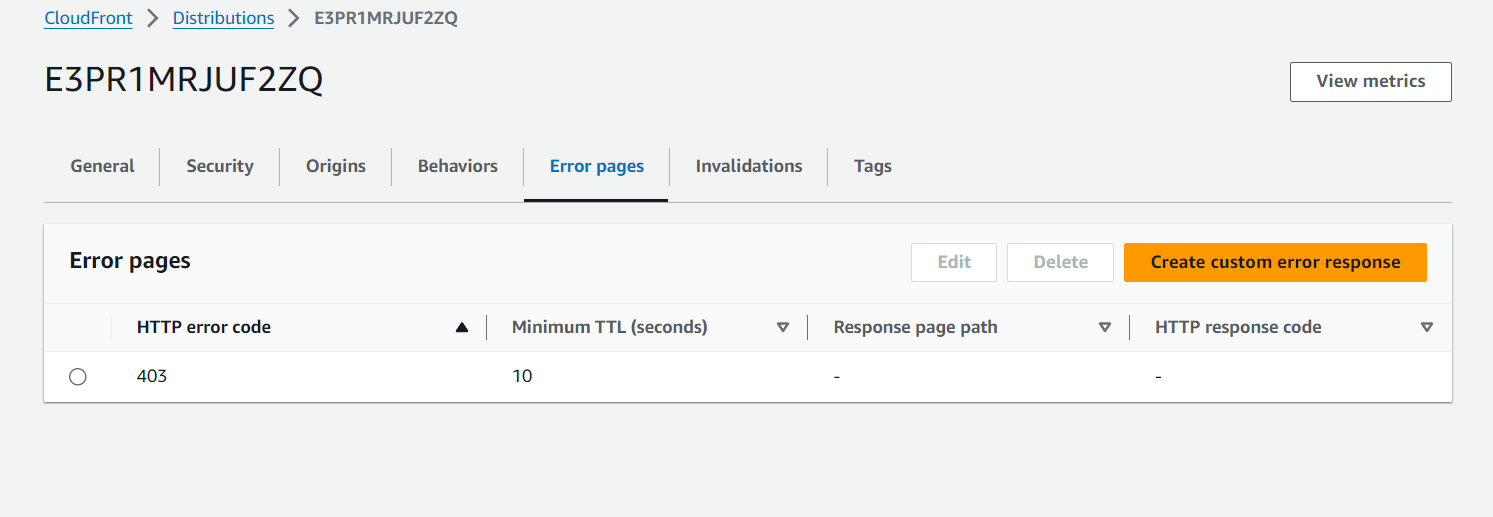 CloudFront > Distributions > E3PR1MRJUF2ZQ
E3PR1MRJUF2ZQ
View metrics
General Security Origins Behaviors Error pages Invalidations Tags
Error pages
Edit Delete Create custom error response
HTTP error code Minimum TTL (seconds) Response page path HTTP response code
403 10 - -